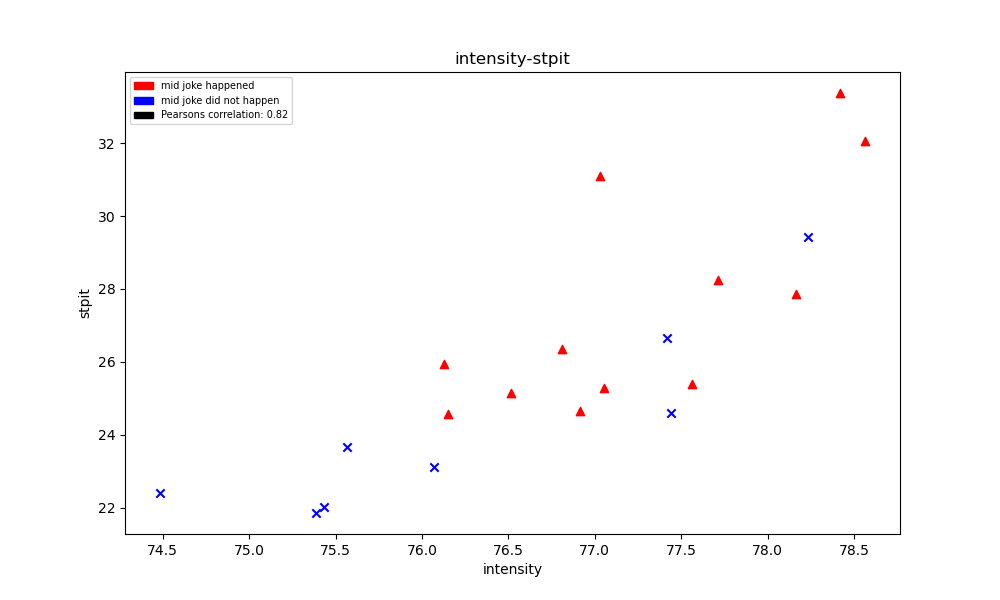 intensity-stpit
mid joke happened
mid joke did not happen
Pearsons correlation: 0.82
stpit
32
30
28
26
24
22
74.5 75.0 75.5 76.0 76.5 77.0 77.5 78.0 78.5
intensity